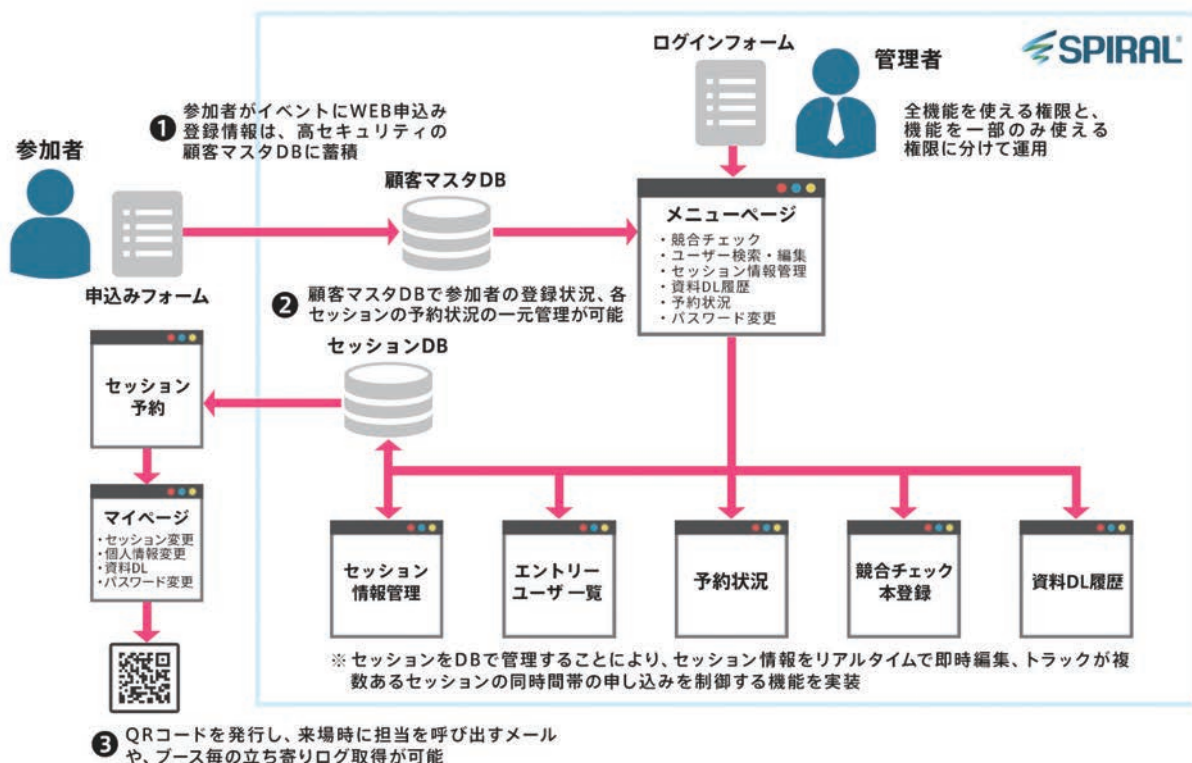 ログインフォーム
SPIRAL®
管理者
全機能を使える権限と、
機能を一部のみ使える
権限に分けて運用
❶ 参加者がイベントにWEB申込み
登録情報は、高セキュリティの
顧客マスタDBに蓄積
参加者
顧客マスタDB
申込みフォーム
メニューページ
・競合チェック
・ユーザー検索・編集
・セッション情報管理
・資料DL履歴
・予約状況
・パスワード変更
❷ 顧客マスタDBで参加者の登録状況、各
セッションの予約状況の一元管理が可能
セッションDB
セッション
予約
マイページ
・セッション変更
・個人情報変更
・資料DL
・パスワード変更
セッション
情報管理
エントリー
ユーザ 一覧
予約状況
競合チェック
本登録
資料DL履歴
※ セッションをDBで管理することにより、セッション情報をリアルタイムで即時編集、トラックが複
数あるセッションの同時間帯の申し込みを制御する機能を実装
❸ QRコードを発行し、来場時に担当を呼び出すメール
や、ブース毎の立ち寄りログ取得が可能